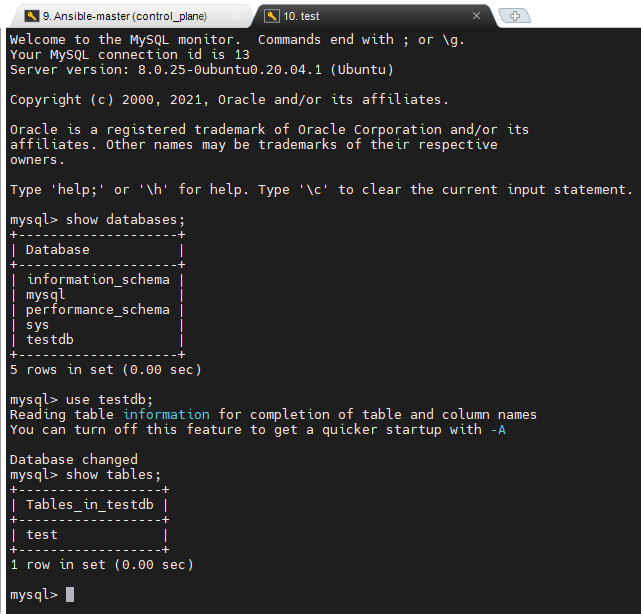 9. Ansible-master (control_plane)
10. test
Welcome to the MySQL monitor.  Commands end with ; or \g.
Your MySQL connection id is 13
Server version: 8.0.25-0ubuntu0.20.04.1 (Ubuntu)
Copyright (c) 2000, 2021, Oracle and/or its affiliates.
Oracle is a registered trademark of Oracle Corporation and/or its
affiliates. Other names may be trademarks of their respective
owners.
Type 'help;' or '\h' for help. Type '\c' to clear the current input statement.
mysql> show databases;
+--------------------+
| Database           |
+--------------------+
| information_schema |
| mysql              |
| performance_schema |
| sys                |
| testdb             |
+--------------------+
5 rows in set (0.00 sec)
mysql> use testdb;
Reading table information for completion of table and column names
You can turn off this feature to get a quicker startup with -A
Database changed
mysql> show tables;
+------------------+
| Tables_in_testdb |
+------------------+
| test             |
+------------------+
1 row in set (0.00 sec)
mysql>